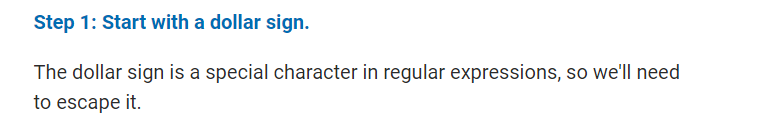 Step 1: Start with a dollar sign.
The dollar sign is a special character in regular expressions, so we'll need
to escape it.